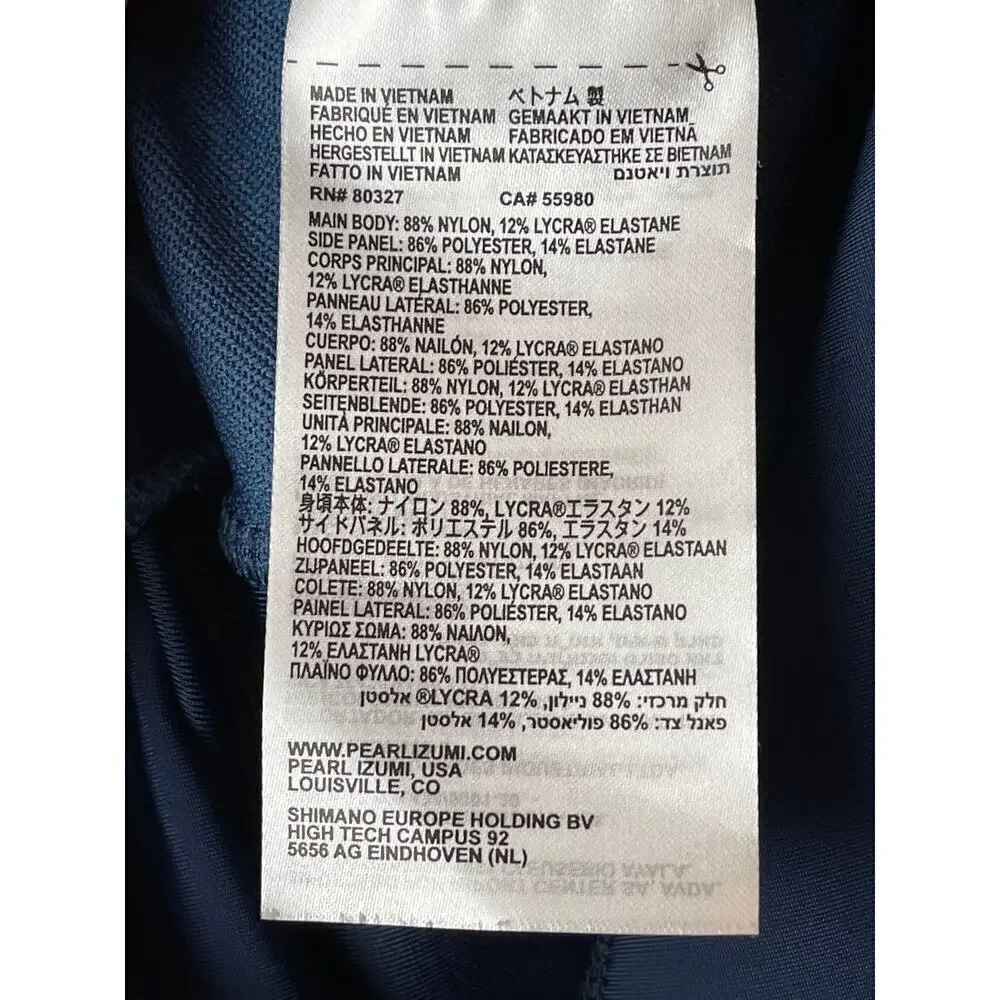 MADE IN VIETNAM ベトナム 製
FABRIQUÉ EN VIETNAM GEMAAKT IN VIETNAM
HECHO EN VIETNAM FABRICADO EM VIETNÃ
HERGESTELLT IN VIETNAM ΚΑΤΑΣΚΕΥΑΣΤΗΚΕ ΣΕ ΒΙΕΤΝΑΜ
FATTO IN VIETNAM תוצרת ויאטנם
RN# 80327 CA# 55980
MAIN BODY: 88% NYLON, 12% LYCRA® ELASTANE
SIDE PANEL: 86% POLYESTER, 14% ELASTANE
CORPS PRINCIPAL: 88% NYLON,
12% LYCRA® ELASTHANNE
PANNEAU LATÉRAL: 86% POLYESTER,
14% ELASTHANNE
CUERPO: 88% NAILÓN, 12% LYCRA® ELASTANO
PANEL LATERAL: 86% POLIÉSTER, 14% ELASTANO
KÖRPERTEIL: 88% NYLON, 12% LYCRA® ELASTHAN
SEITENBLENDE: 86% POLYESTER, 14% ELASTHAN
UNITÀ PRINCIPALE: 88% NAILON,
12% LYCRA® ELASTANO
PANNELLO LATERALE: 86% POLIESTERE,
14% ELASTANO
身頃本体: ナイロン 88%, LYCRA®エラスタン 12%
サイドパネル: ポリエステル 86%, エラスタン 14%
HOOFDGEDEELTE: 88% NYLON, 12% LYCRA® ELASTAAN
ZIJPANEEL: 86% POLYESTER, 14% ELASTAAN
COLETE: 88% NYLON, 12% LYCRA® ELASTANO
PAINEL LATERAL: 86% POLIÉSTER, 14% ELASTANO
ΚΥΡΙΩΣ ΣΩΜΑ: 88% ΝΑΙΛΟΝ,
12% ΕΛΑΣΤΑΝΗ LYCRA®
ΠΛΑΪΝΟ ΦΥΛΛΟ: 86% ΠΟΛΥΕΣΤΕΡΑΣ, 14% ΕΛΑΣΤΑΝΗ
חלק מרכזי: 88% ניילון, 12% LYCRA® אלסטן
פאנל צד: 86% פוליאסטר, 14% אלסטן
WWW.PEARLIZUMI.COM
PEARL IZUMI, USA
LOUISVILLE, CO
SHIMANO EUROPE HOLDING BV
HIGH TECH CAMPUS 92
5656 AG EINDHOVEN (NL)